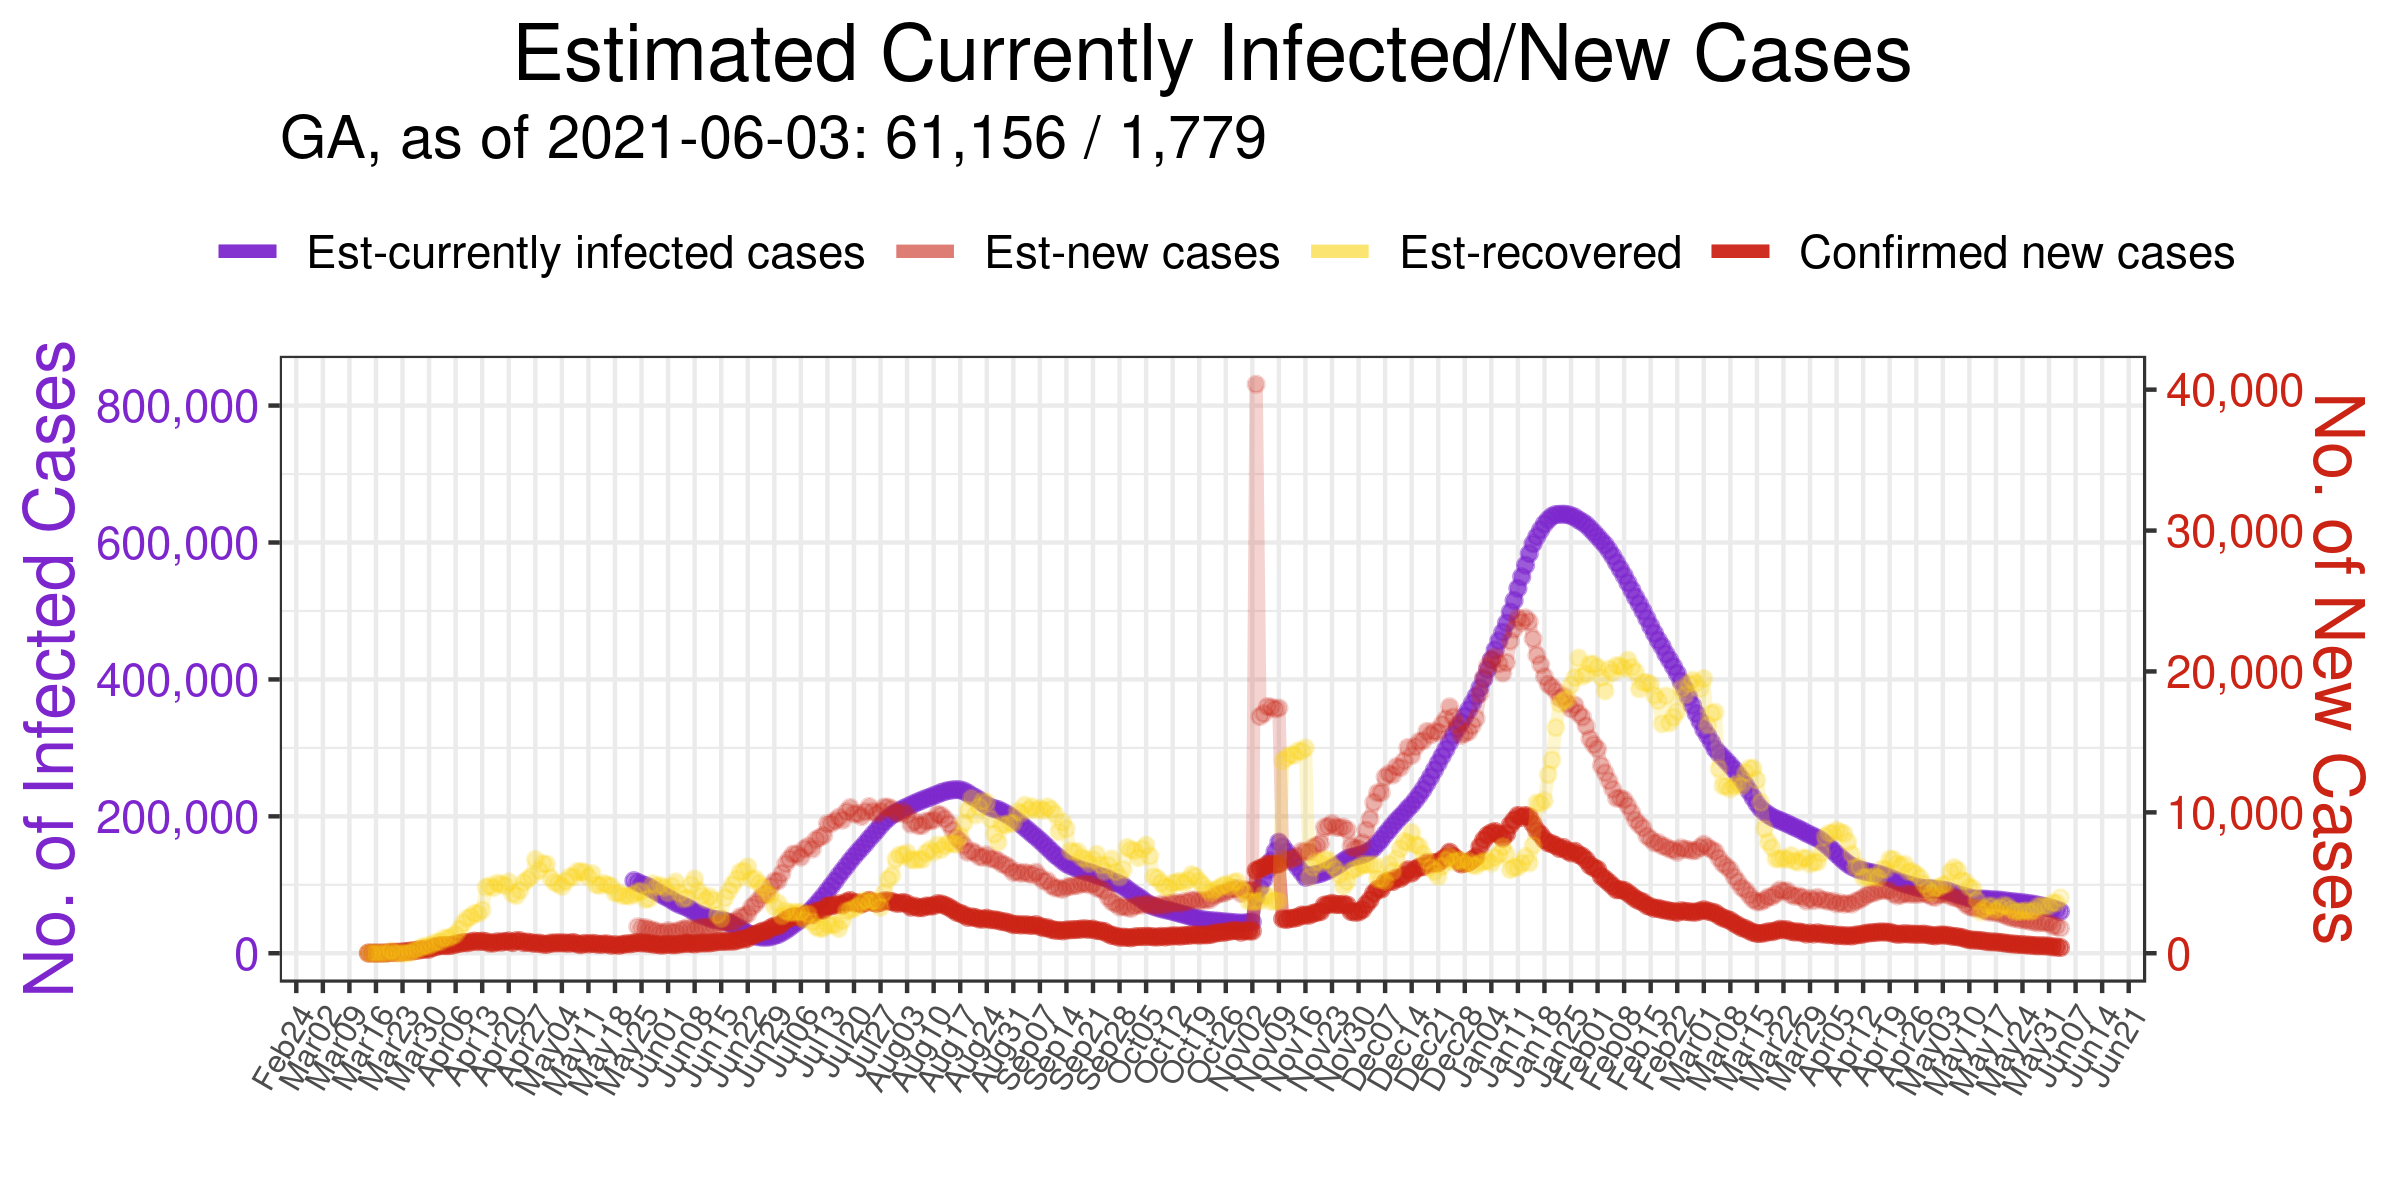 Estimated Currently Infected/New Cases
GA, as of 2021-06-03: 61,156 / 1,779
Est-currently infected cases Est-new cases Est-recovered Confirmed new cases
No. of Infected Cases
800,000
600,000
400,000
200,000
0
40,000
30,000
20,000
10,000
0
No. of New Cases
Feb24
Mar02
Mar09
Mar16
Mar23
Mar30
Apr06
Apr13
Apr20
Apr27
May04
May11
May18
May25
Jun01
Jun08
Jun15
Jun22
Jun29
Jul06
Jul13
Jul20
Jul27
Aug03
Aug10
Aug17
Aug24
Aug31
Sep07
Sep14
Sep21
Sep28
Oct05
Oct12
Oct19
Oct26
Nov02
Nov09
Nov16
Nov23
Nov30
Dec07
Dec14
Dec21
Dec28
Jan04
Jan11
Jan18
Jan25
Feb01
Feb08
Feb15
Feb22
Mar01
Mar08
Mar15
Mar22
Mar29
Apr05
Apr12
Apr19
Apr26
May03
May10
May17
May24
May31
Jun07
Jun14
Jun21